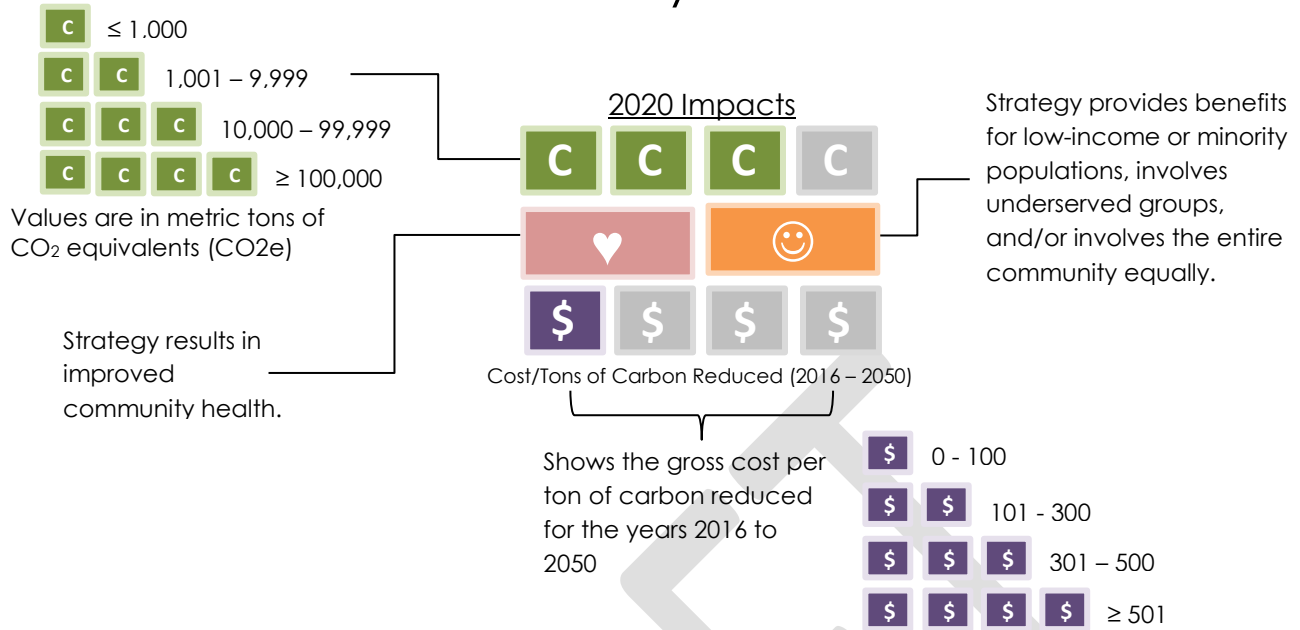 C ≤ 1,000
C C 1,001 – 9,999
C C C 10,000 – 99,999
C C C C ≥ 100,000
Values are in metric tons of
CO2 equivalents (CO2e)
2020 Impacts
C C C C
♥ ☺
$ $ $ $
Cost/Tons of Carbon Reduced (2016 – 2050)
Strategy provides benefits
for low-income or minority
populations, involves
underserved groups,
and/or involves the entire
community equally.
Strategy results in
improved
community health.
Shows the gross cost per
ton of carbon reduced
for the years 2016 to
2050
$ 0 - 100
$ $ 101 - 300
$ $ $ 301 – 500
$ $ $ $ ≥ 501